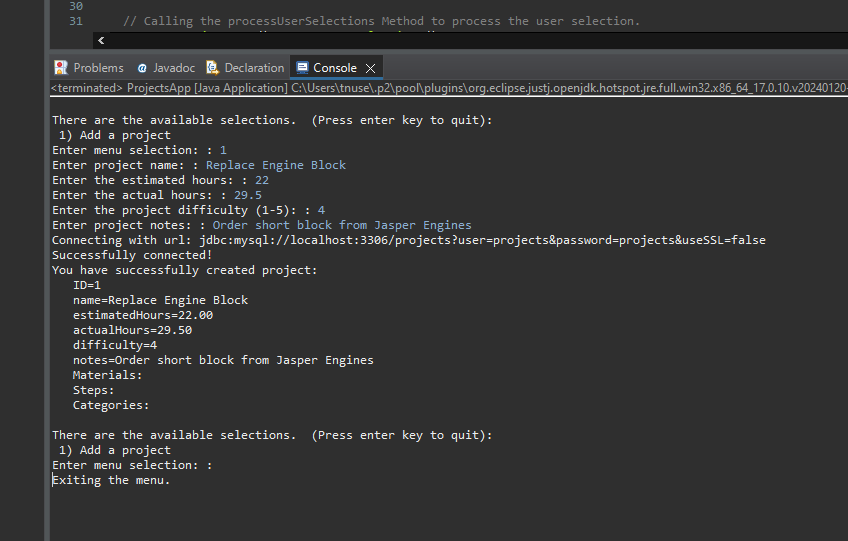 30
31 // Calling the processUserSelections Method to process the user selection.
Problems @ Javadoc Declaration Console
<terminated> ProjectsApp [Java Application] C:\Users\tnuse\.p2\pool\plugins\org.eclipse.justj.openjdk.hotspot.jre.full.win32.x86_64_17.0.10.v20240120-
There are the available selections.  (Press enter key to quit):
1) Add a project
Enter menu selection: : 1
Enter project name: : Replace Engine Block
Enter the estimated hours: : 22
Enter the actual hours: : 29.5
Enter the project difficulty (1-5): : 4
Enter project notes: : Order short block from Jasper Engines
Connecting with url: jdbc:mysql://localhost:3306/projects?user=projects&password=projects&useSSL=false
Successfully connected!
You have successfully created project:
ID=1
name=Replace Engine Block
estimatedHours=22.00
actualHours=29.50
difficulty=4
notes=Order short block from Jasper Engines
Materials:
Steps:
Categories:
There are the available selections.  (Press enter key to quit):
1) Add a project
Enter menu selection: :
Exiting the menu.